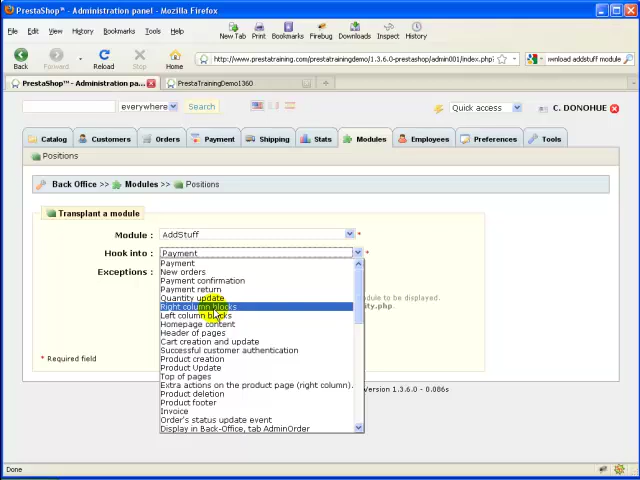 PrestaShop™ - Administration panel - Mozilla Firefox
File Edit View History Bookmarks Tools Help
New Tab Print Bookmarks Firebug Downloads Inspect History
Back Forward Reload Home
http://www.prestatraining.com/prestatrainingdemo/1.3.6.0-prestashop/admin001/index.php?
wnload addstuff module
PrestaShop™ - Administration pa...
PrestaTrainingDemo1360
everywhere Search Quick access C. DONOHUE
Catalog Customers Orders Payment Shipping Stats Modules Employees Preferences Tools
Positions
Back Office >> Modules >> Positions
Transplant a module
Module : AddStuff *
Hook into : Payment *
Exceptions :
Payment
New orders
Payment confirmation
Payment return
Quantity update
Right column blocks
Left column blocks
Homepage content
Header of pages
Cart creation and update
Successful customer authentication
Product creation
Product Update
Top of pages
Extra actions on the product page (right column).
Product deletion
Product footer
Invoice
Order's status update event
Display in Back-Office, tab AdminOrder
dule to be displayed.
* Required field
Version 1.3.6.0 - 0.086s
Done